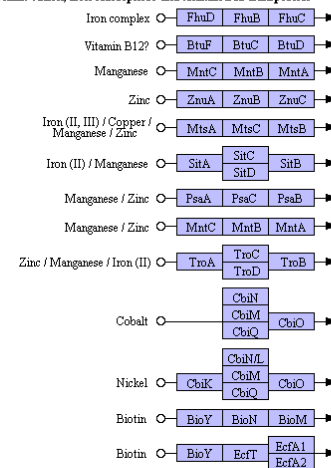 Iron complex FhuD FhuB FhuC
Vitamin B12? BtuF BtuC BtuD
Manganese MntC MntB MntA
Zinc ZnuA ZnuB ZnuC
Iron (II, III) / Copper /
Manganese / Zinc MtsA MtsC MtsB
SitC
Iron (II) / Manganese SitA SitB
SitD
Manganese / Zinc PsaA PsaC PsaB
Manganese / Zinc MntC MntB MntA
TroC
Zinc / Manganese / Iron (II) TroA TroB
TroD
CbiN
CbiM
Cobalt CbiO
CbiQ
CbiN/L
CbiM
Nickel CbiK CbiO
CbiQ
Biotin BioY BioN BioM
EcfA1
Biotin BioY EcfT
EcfA2